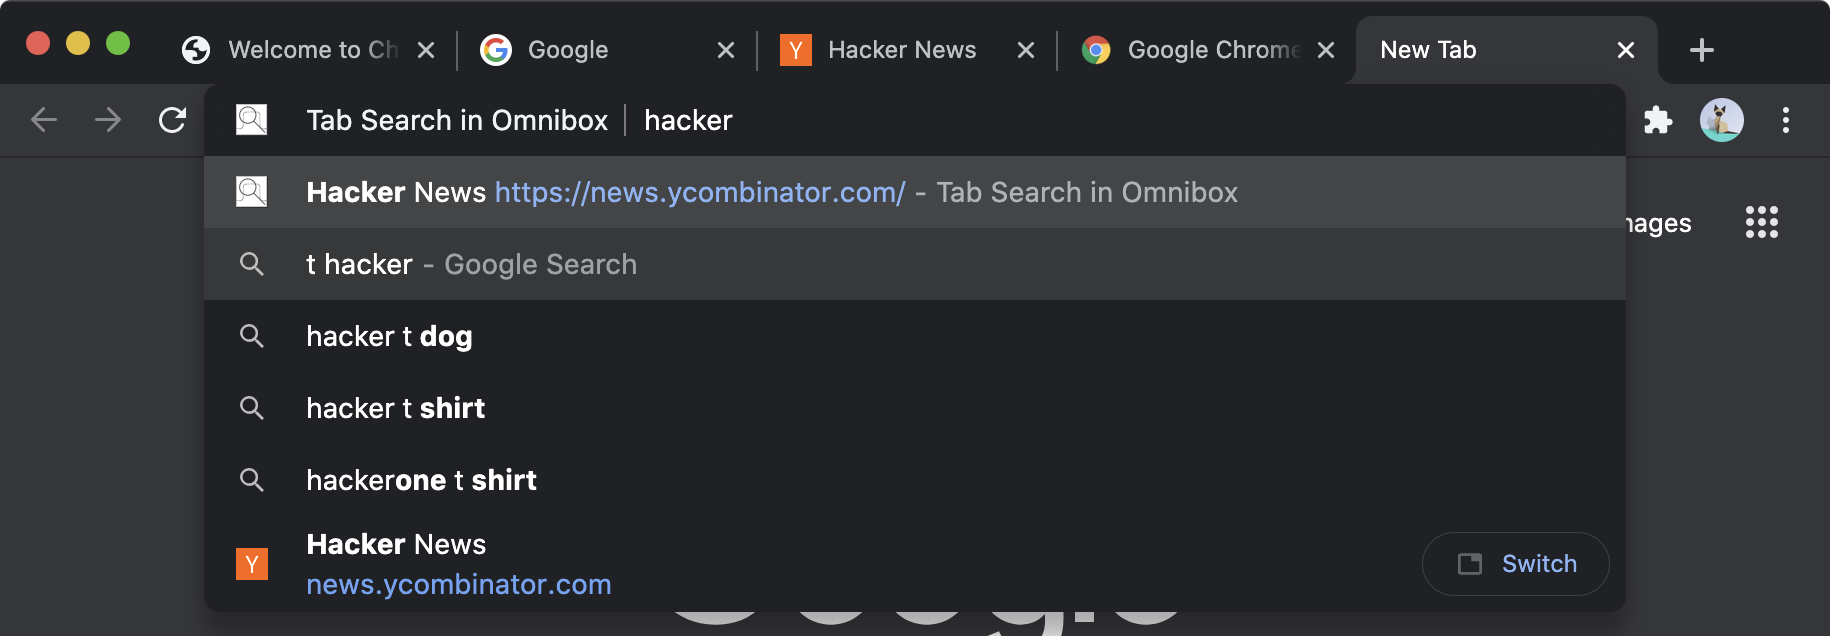 Welcome to Ch
Google
Y Hacker News
Google Chrome
New Tab
Tab Search in Omnibox | hacker
Hacker News https://news.ycombinator.com/ - Tab Search in Omnibox
mages
t hacker - Google Search
hacker t dog
hacker t shirt
hackerone t shirt
Hacker News
Y
news.ycombinator.com
Switch